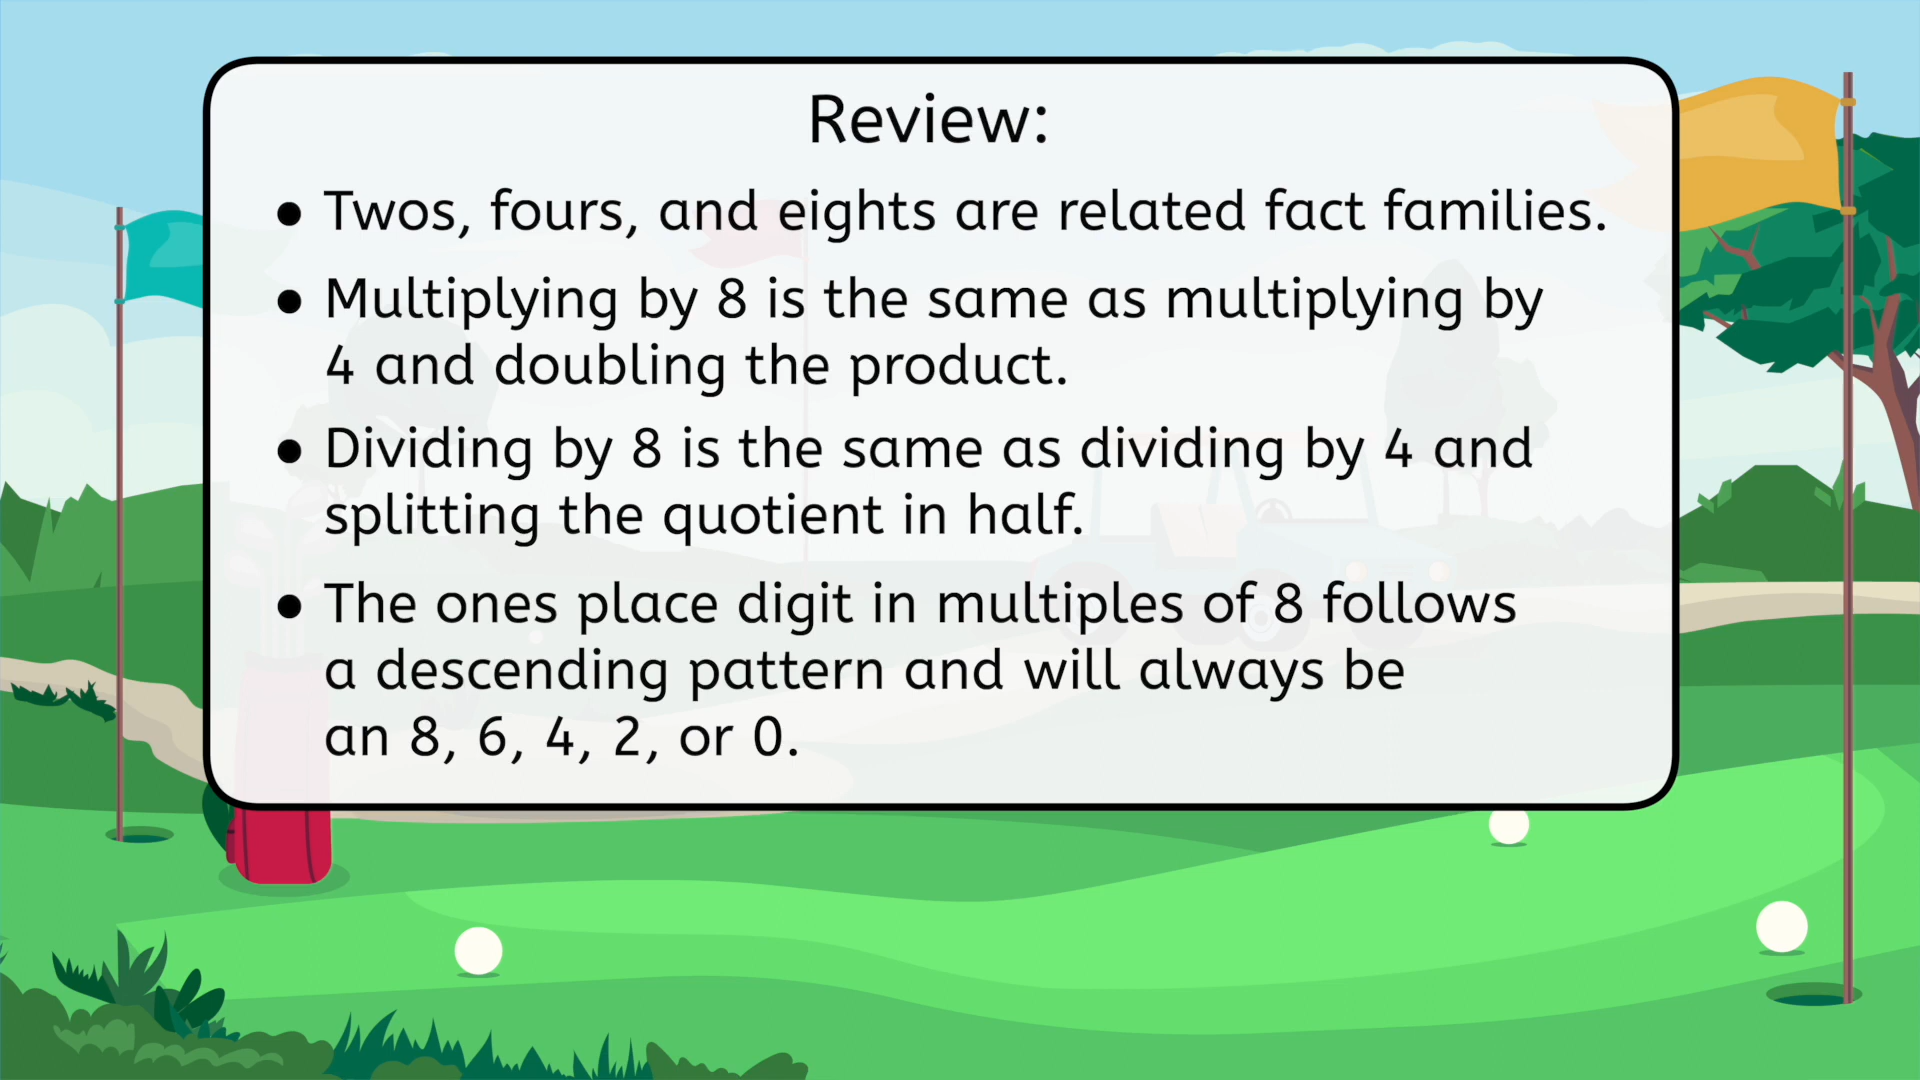 Review:
• Twos, fours, and eights are related fact families.
• Multiplying by 8 is the same as multiplying by
4 and doubling the product.
• Dividing by 8 is the same as dividing by 4 and
splitting the quotient in half.
• The ones place digit in multiples of 8 follows
a descending pattern and will always be
an 8, 6, 4, 2, or 0.